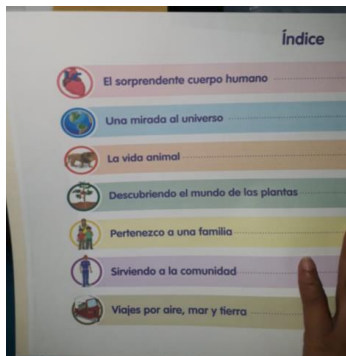 Índice
El sorprendente cuerpo humano
Una mirada al universo
La vida animal
Descubriendo el mundo de las plantas
Pertenezco a una familia
Sirviendo a la comunidad
Viajes por aire, mar y tierra